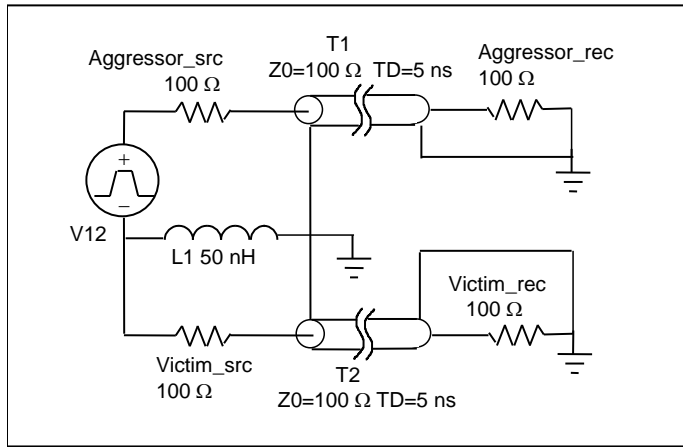 T1
Aggressor_src
Aggressor_rec
Z0=100 Ω TD=5 ns
100 Ω
100 Ω
+
−
V12
L1 50 nH
Victim_rec
100 Ω
Victim_src
100 Ω
T2
Z0=100 Ω TD=5 ns